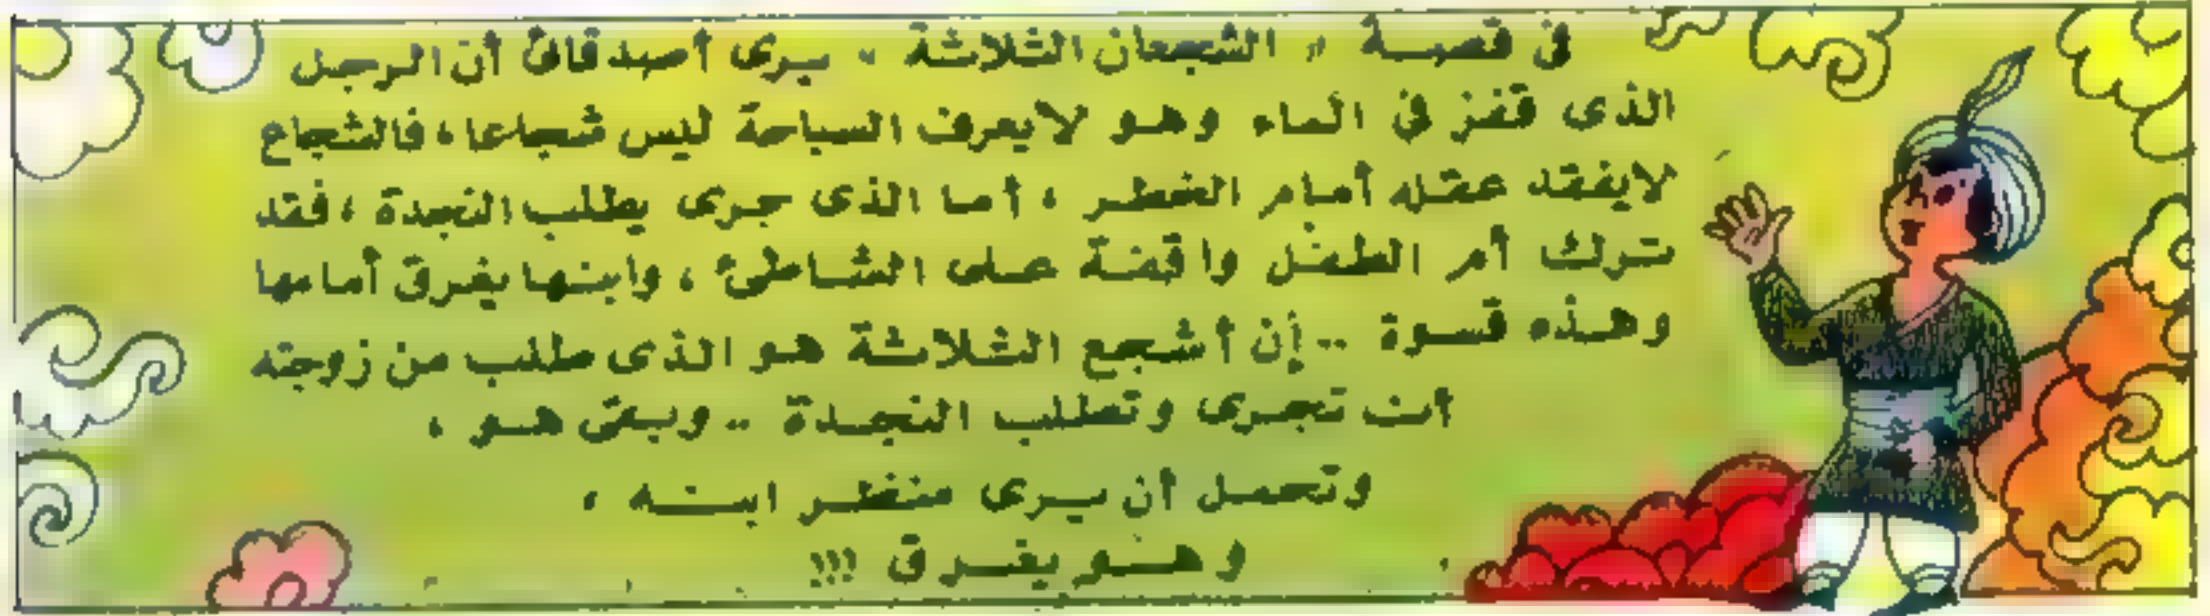 في قصة « الشجعان الثلاثة » يرى أصدقائ أن الرجل
الذى قفز في الماء وهو لايعرف السباحة ليس شجاعا ، فالشجاع
لايفقد عقله أمام الخطر ، أما الذى جرى يطلب النجدة ، فقد
ترك أم الطفل واقفة على الشاطئ ، وابنها يغرق أمامها
وهذه قسوة .. إن أشجع الثلاثة هو الذى طلب من زوجته
أن تجرى وتطلب النجدة .. وبقى هو ،
وتحمل أن يرى منظر ابنه ،
وهو يغرق !!!